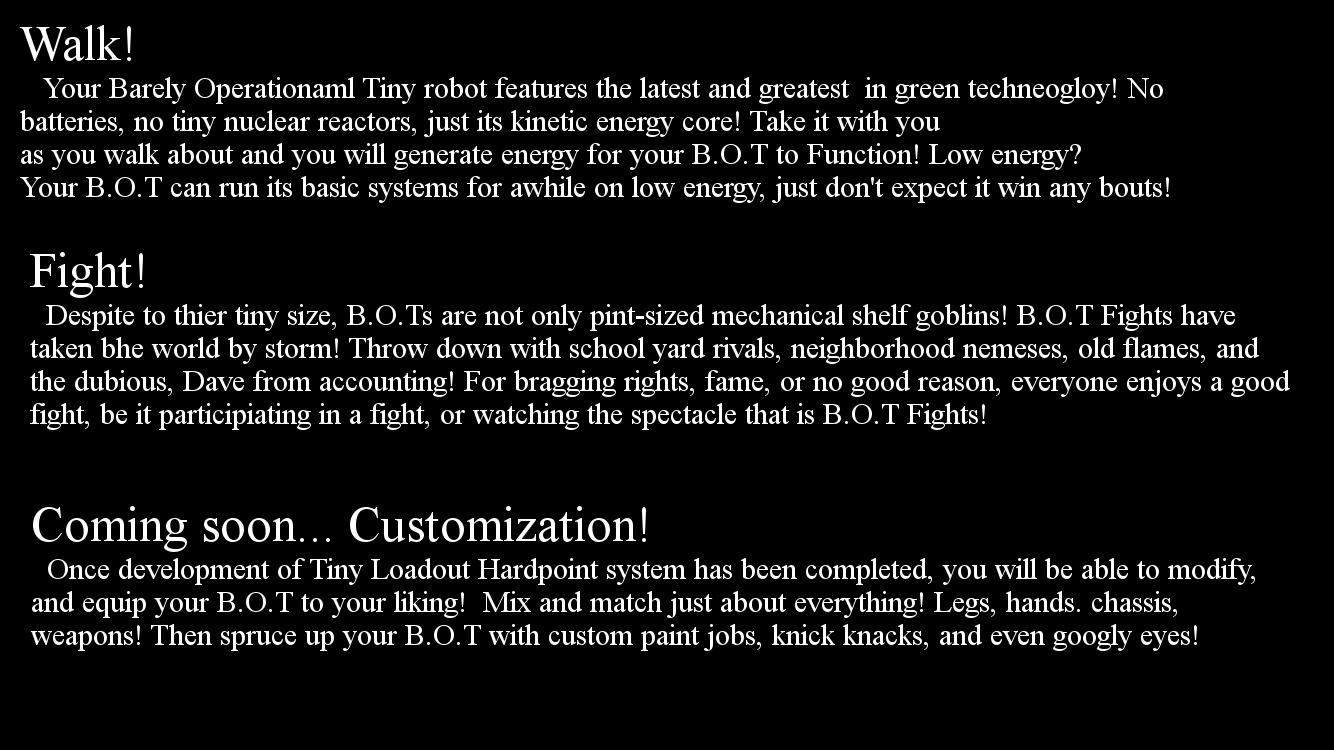 Walk!
Your Barely Operationaml Tiny robot features the latest and greatest  in green techneogloy! No
batteries, no tiny nuclear reactors, just its kinetic energy core! Take it with you
as you walk about and you will generate energy for your B.O.T to Function! Low energy?
Your B.O.T can run its basic systems for awhile on low energy, just don't expect it win any bouts!
Fight!
Despite to thier tiny size, B.O.Ts are not only pint-sized mechanical shelf goblins! B.O.T Fights have
taken bhe world by storm! Throw down with school yard rivals, neighborhood nemeses, old flames, and
the dubious, Dave from accounting! For bragging rights, fame, or no good reason, everyone enjoys a good
fight, be it participiating in a fight, or watching the spectacle that is B.O.T Fights!
Coming soon... Customization!
Once development of Tiny Loadout Hardpoint system has been completed, you will be able to modify,
and equip your B.O.T to your liking!  Mix and match just about everything! Legs, hands. chassis,
weapons! Then spruce up your B.O.T with custom paint jobs, knick knacks, and even googly eyes!